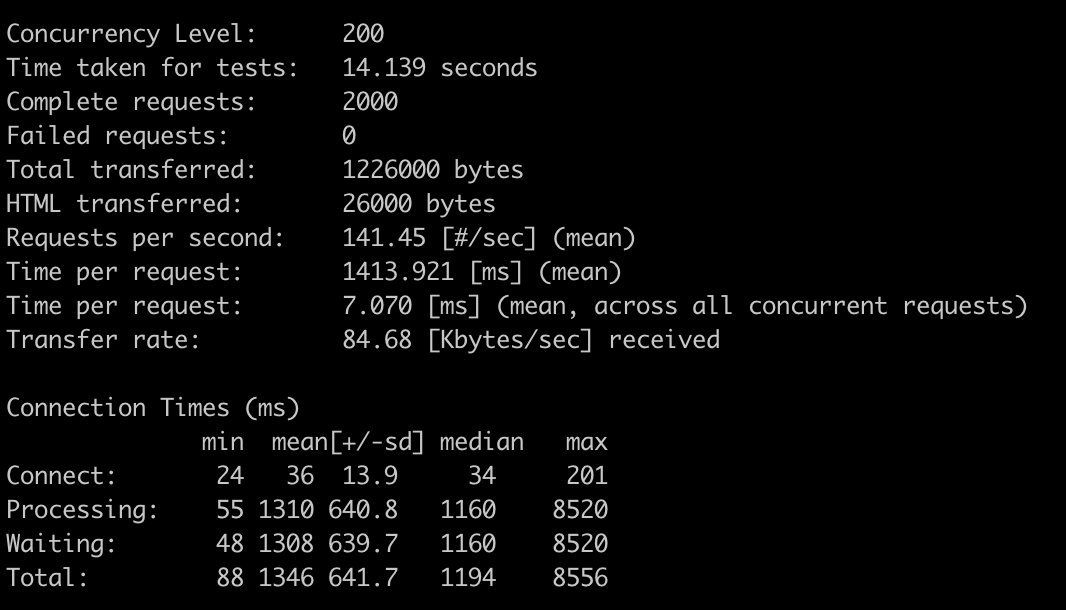 Concurrency Level:      200
Time taken for tests:   14.139 seconds
Complete requests:      2000
Failed requests:        0
Total transferred:      1226000 bytes
HTML transferred:       26000 bytes
Requests per second:    141.45 [#/sec] (mean)
Time per request:       1413.921 [ms] (mean)
Time per request:       7.070 [ms] (mean, across all concurrent requests)
Transfer rate:          84.68 [Kbytes/sec] received
Connection Times (ms)
              min  mean[+/-sd] median   max
Connect:       24   36  13.9     34     201
Processing:    55 1310 640.8   1160    8520
Waiting:       48 1308 639.7   1160    8520
Total:         88 1346 641.7   1194    8556